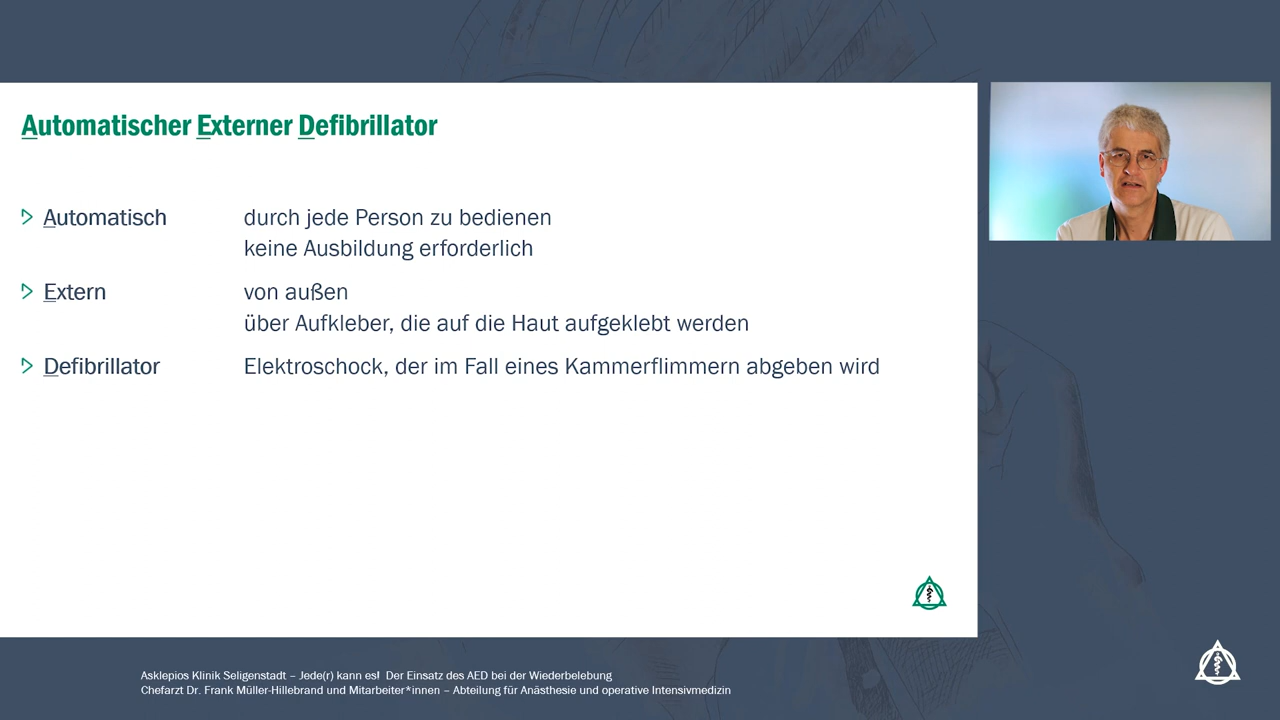 Automatischer Externer Defibrillator
Automatisch durch jede Person zu bedienen
keine Ausbildung erforderlich
Extern von außen
über Aufkleber, die auf die Haut aufgeklebt werden
Defibrillator Elektroschock, der im Fall eines Kammerflimmern abgeben wird
Asklepios Klinik Seligenstadt – Jede(r) kann es! Der Einsatz des AED bei der Wiederbelebung
Chefarzt Dr. Frank Müller-Hillebrand und Mitarbeiter*innen – Abteilung für Anästhesie und operative Intensivmedizin